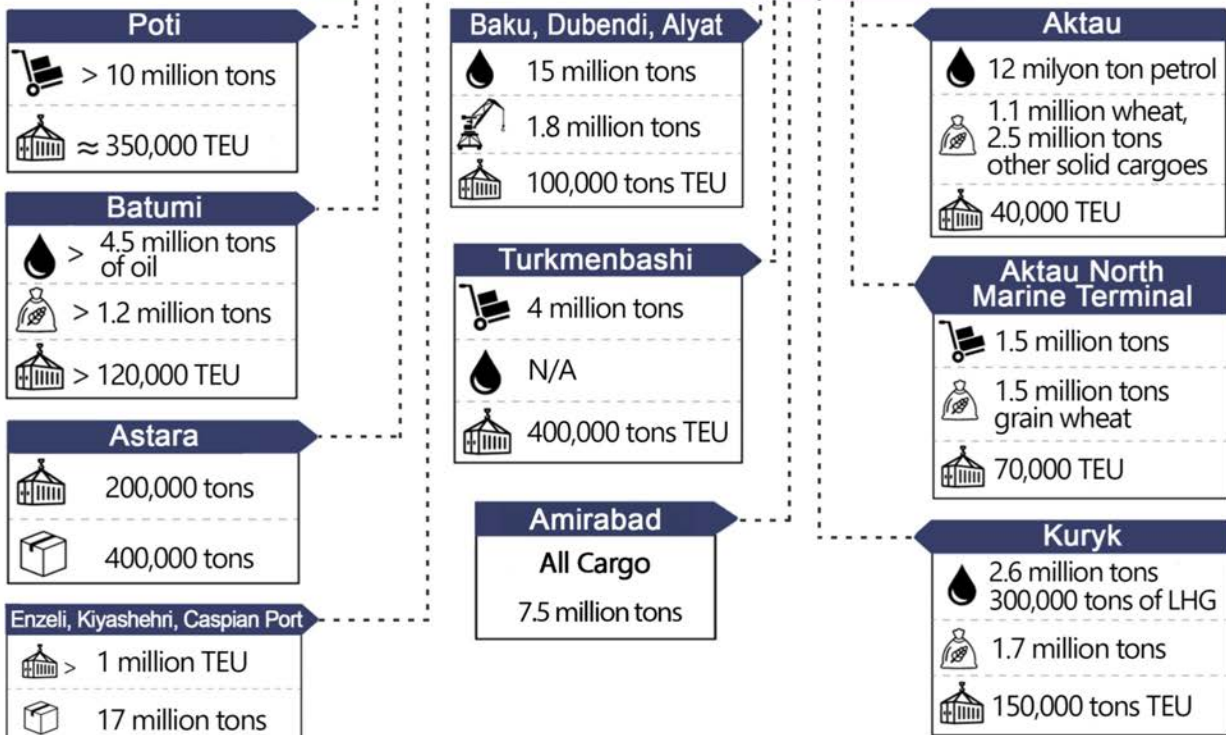 Poti
> 10 million tons
≈ 350,000 TEU
Batumi
> 4.5 million tons
of oil
> 1.2 million tons
> 120,000 TEU
Astara
200,000 tons
400,000 tons
Enzeli, Kiyashehri, Caspian Port
> 1 million TEU
17 million tons
Baku, Dubendi, Alyat
15 million tons
1.8 million tons
100,000 tons TEU
Turkmenbashi
4 million tons
N/A
400,000 tons TEU
Amirabad
All Cargo
7.5 million tons
Aktau
12 milyon ton petrol
1.1 million wheat,
2.5 million tons
other solid cargoes
40,000 TEU
Aktau North
Marine Terminal
1.5 million tons
1.5 million tons
grain wheat
70,000 TEU
Kuryk
2.6 million tons
300,000 tons of LHG
1.7 million tons
150,000 tons TEU